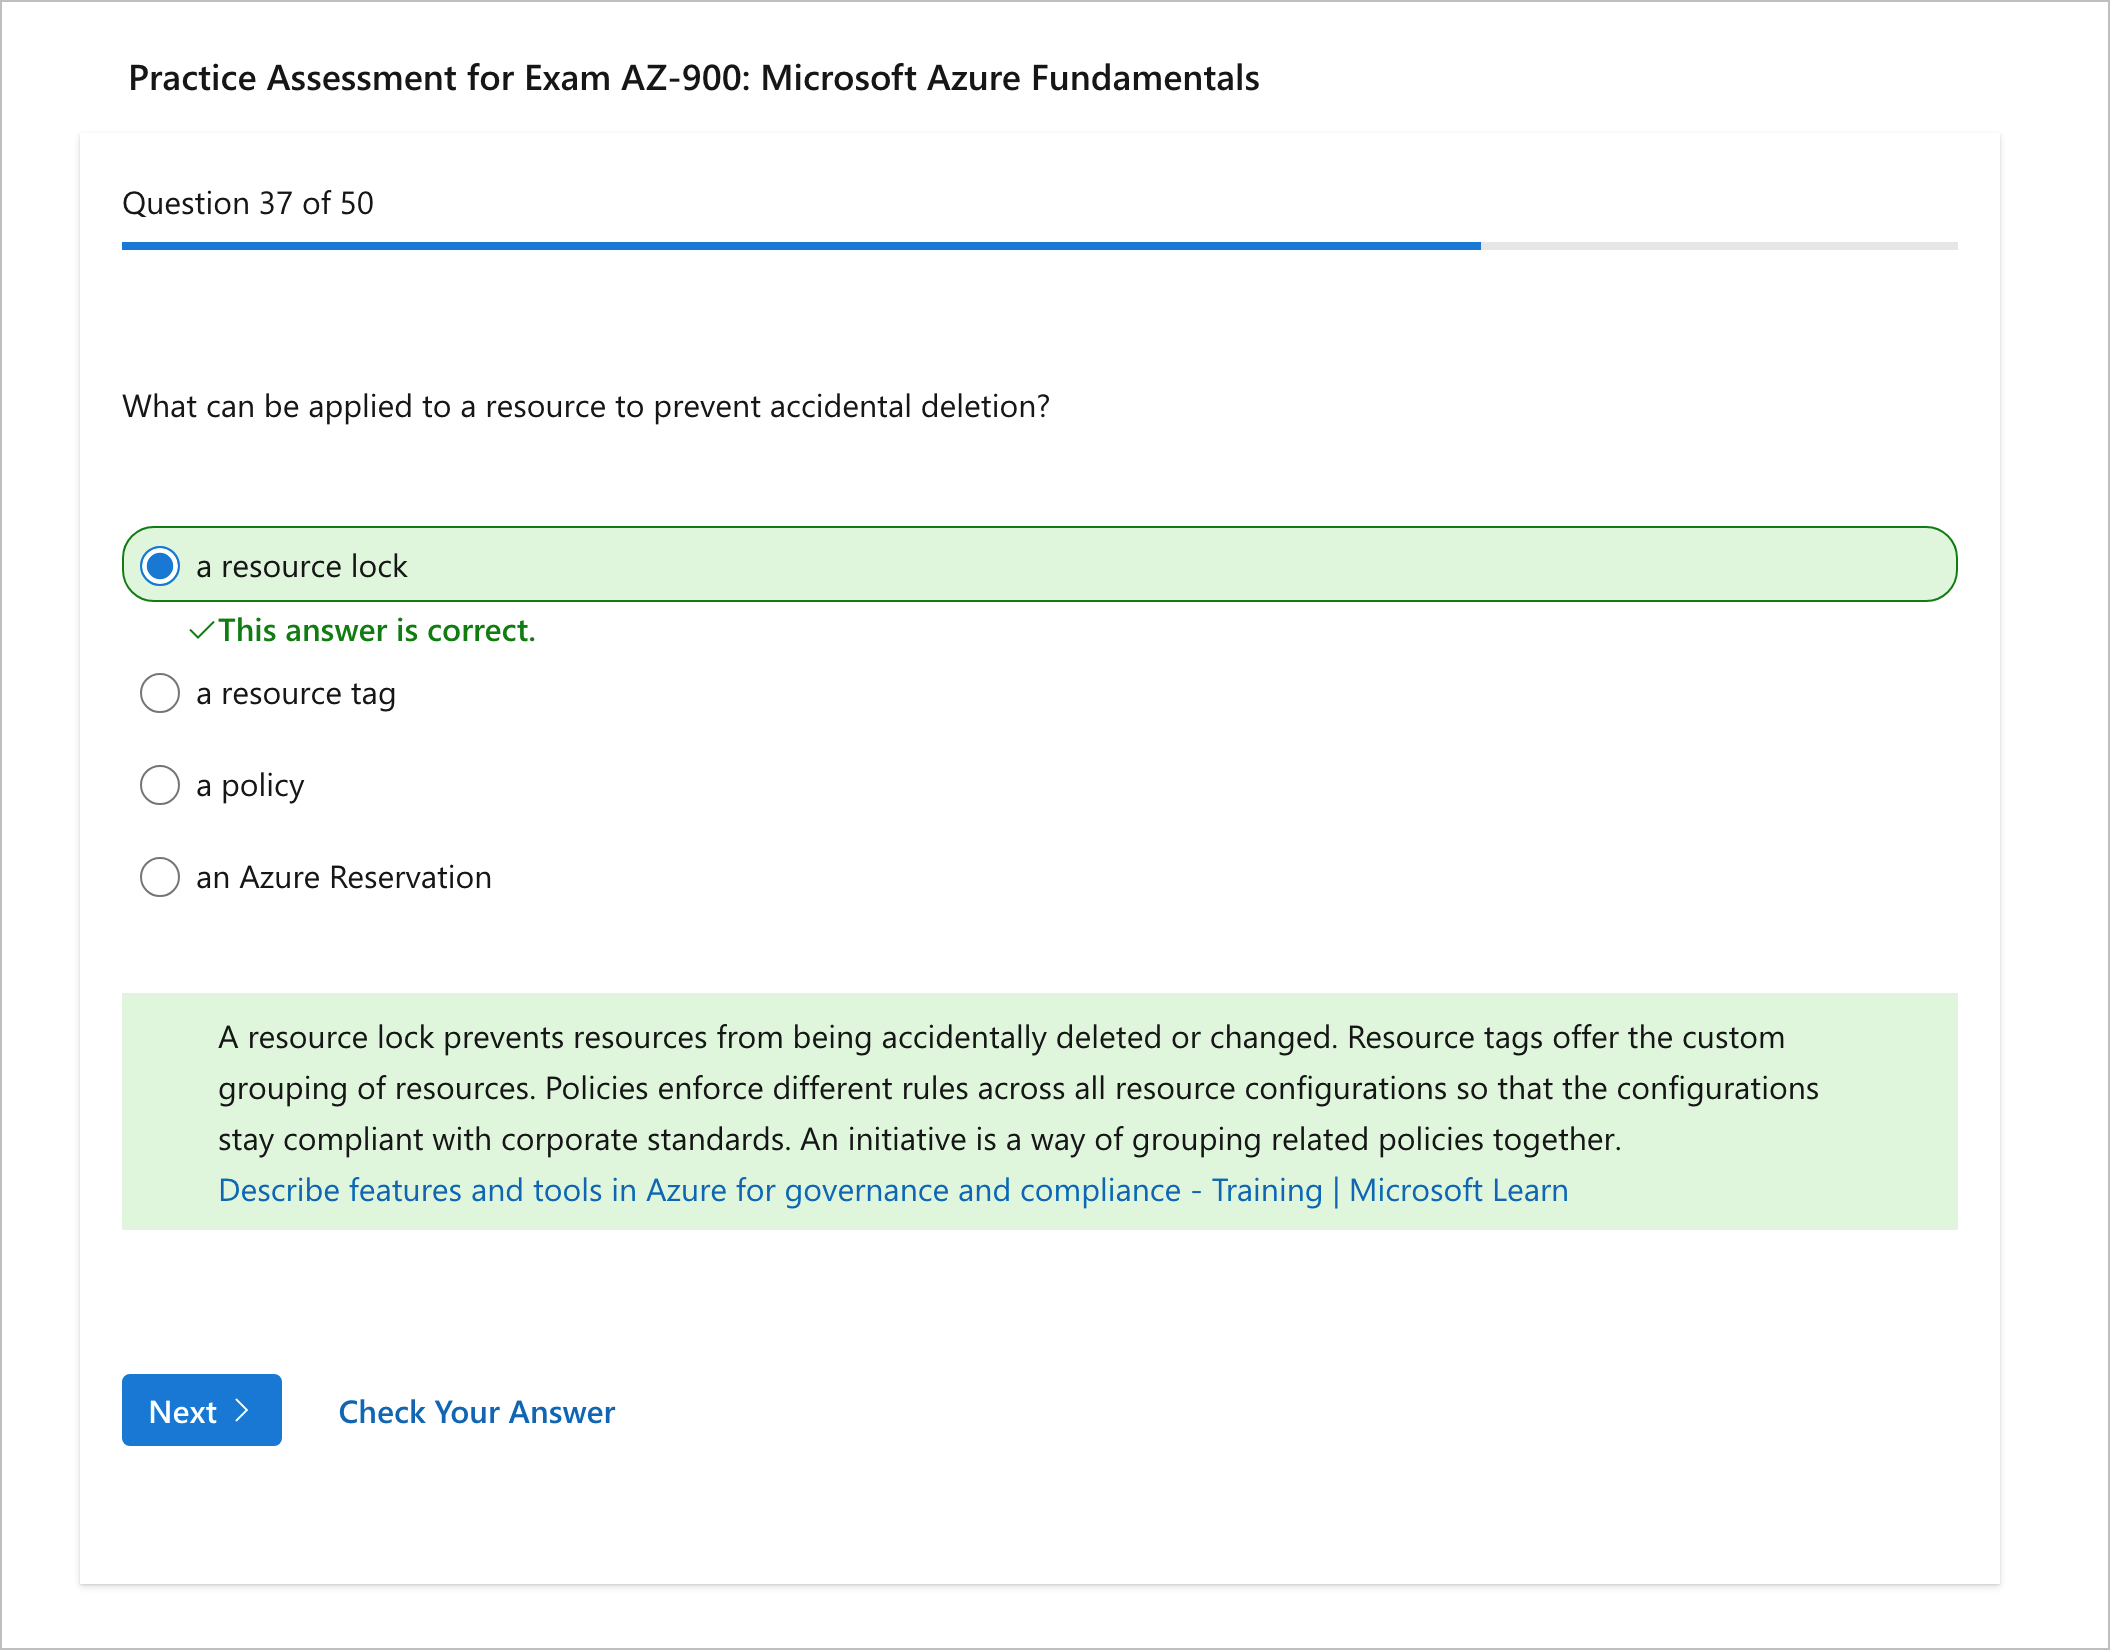 Practice Assessment for Exam AZ-900: Microsoft Azure Fundamentals
Question 37 of 50
What can be applied to a resource to prevent accidental deletion?
a resource lock
This answer is correct.
a resource tag
a policy
an Azure Reservation
A resource lock prevents resources from being accidentally deleted or changed. Resource tags offer the custom
grouping of resources. Policies enforce different rules across all resource configurations so that the configurations
stay compliant with corporate standards. An initiative is a way of grouping related policies together.
Describe features and tools in Azure for governance and compliance - Training | Microsoft Learn
Next
Check Your Answer